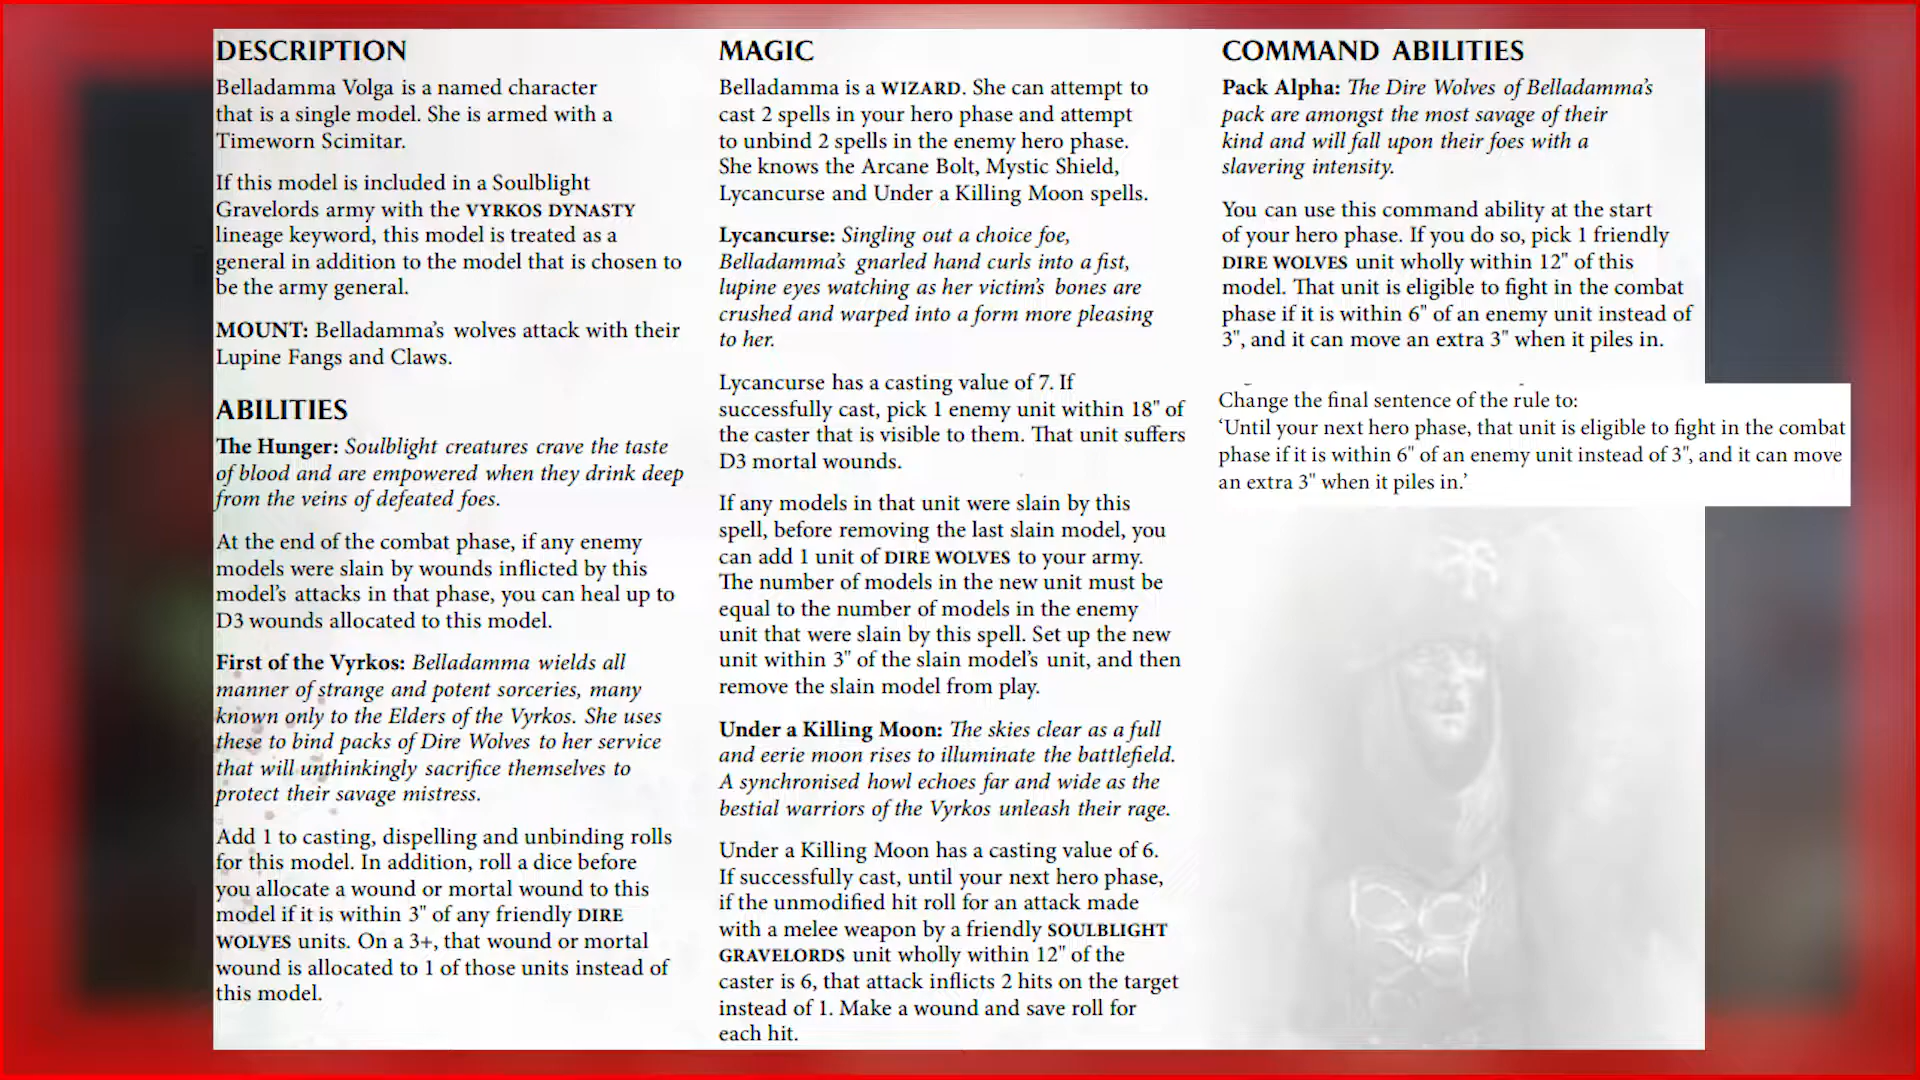 DESCRIPTION
Belladamma Volga is a named character
that is a single model. She is armed with a
Timeworn Scimitar.
If this model is included in a Soulblight
Gravelords army with the VYRKOS DYNASTY
lineage keyword, this model is treated as a
general in addition to the model that is chosen to
be the army general.
MOUNT: Belladamma's wolves attack with their
Lupine Fangs and Claws.
ABILITIES
The Hunger: Soulblight creatures crave the taste
of blood and are empowered when they drink deep
from the veins of defeated foes.
At the end of the combat phase, if any enemy
models were slain by wounds inflicted by this
model's attacks in that phase, you can heal up to
D3 wounds allocated to this model.
First of the Vyrkos: Belladamma wields all
manner of strange and potent sorceries, many
known only to the Elders of the Vyrkos. She uses
these to bind packs of Dire Wolves to her service
that will unthinkingly sacrifice themselves to
protect their savage mistress.
Add 1 to casting, dispelling and unbinding rolls
for this model. In addition, roll a dice before
you allocate a wound or mortal wound to this
model if it is within 3" of any friendly DIRE
WOLVES units. On a 3+, that wound or mortal
wound is allocated to 1 of those units instead of
this model.
MAGIC
Belladamma is a WIZARD. She can attempt to
cast 2 spells in your hero phase and attempt
to unbind 2 spells in the enemy hero phase.
She knows the Arcane Bolt, Mystic Shield,
Lycancurse and Under a Killing Moon spells.
Lycancurse: Singling out a choice foe,
Belladamma's gnarled hand curls into a fist,
lupine eyes watching as her victim's bones are
crushed and warped into a form more pleasing
to her.
Lycancurse has a casting value of 7. If
successfully cast, pick 1 enemy unit within 18" of
the caster that is visible to them. That unit suffers
D3 mortal wounds.
If any models in that unit were slain by this
spell, before removing the last slain model, you
can add 1 unit of DIRE WOLVES to your army.
The number of models in the new unit must be
equal to the number of models in the enemy
unit that were slain by this spell. Set up the new
unit within 3" of the slain model's unit, and then
remove the slain model from play.
Under a Killing Moon: The skies clear as a full
and eerie moon rises to illuminate the battlefield.
A synchronised howl echoes far and wide as the
bestial warriors of the Vyrkos unleash their rage.
Under a Killing Moon has a casting value of 6.
If successfully cast, until your next hero phase,
if the unmodified hit roll for an attack made
with a melee weapon by a friendly SOULBLIGHT
GRAVELORDS unit wholly within 12" of the
caster is 6, that attack inflicts 2 hits on the target
instead of 1. Make a wound and save roll for
each hit.
COMMAND ABILITIES
Pack Alpha: The Dire Wolves of Belladamma's
pack are amongst the most savage of their
kind and will fall upon their foes with a
slavering intensity.
You can use this command ability at the start
of your hero phase. If you do so, pick 1 friendly
DIRE WOLVES unit wholly within 12" of this
model. That unit is eligible to fight in the combat
phase if it is within 6" of an enemy unit instead of
3", and it can move an extra 3" when it piles in.
Change the final sentence of the rule to:
'Until your next hero phase, that unit is eligible to fight in the combat
phase if it is within 6" of an enemy unit instead of 3", and it can move
an extra 3" when it piles in.'